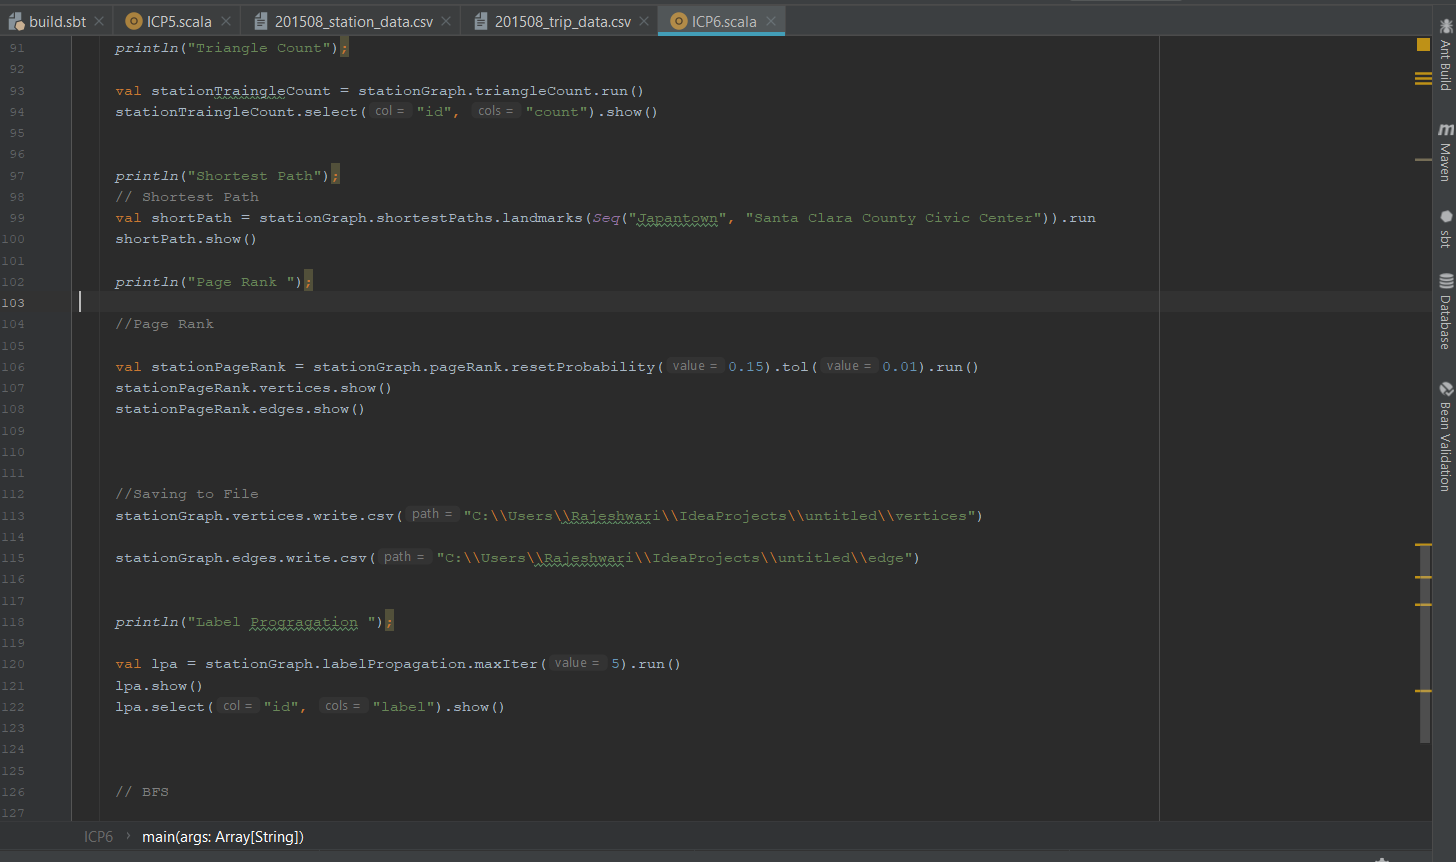 build.sbt ICP5.scala 201508_station_data.csv 201508_trip_data.csv ICP6.scala
91 println("Triangle Count");
92
93 val stationTraingleCount = stationGraph.triangleCount.run()
94 stationTraingleCount.select( col = "id", cols = "count").show()
95
96
97 println("Shortest Path");
98 // Shortest Path
99 val shortPath = stationGraph.shortestPaths.landmarks(Seq("Japantown", "Santa Clara County Civic Center")).run
100 shortPath.show()
101
102 println("Page Rank ");
103
104 //Page Rank
105
106 val stationPageRank = stationGraph.pageRank.resetProbability( value = 0.15).tol( value = 0.01).run()
107 stationPageRank.vertices.show()
108 stationPageRank.edges.show()
109
110
111
112 //Saving to File
113 stationGraph.vertices.write.csv( path = "C:\\Users\\Rajeshwari\\IdeaProjects\\untitled\\vertices")
114
115 stationGraph.edges.write.csv( path = "C:\\Users\\Rajeshwari\\IdeaProjects\\untitled\\edge")
116
117
118 println("Label Progragation ");
119
120 val lpa = stationGraph.labelPropagation.maxIter( value = 5).run()
121 lpa.show()
122 lpa.select( col = "id", cols = "label").show()
123
124
125
126 // BFS
127
ICP6 › main(args: Array[String])
Ant Build
m Maven
sbt
Database
Bean Validation